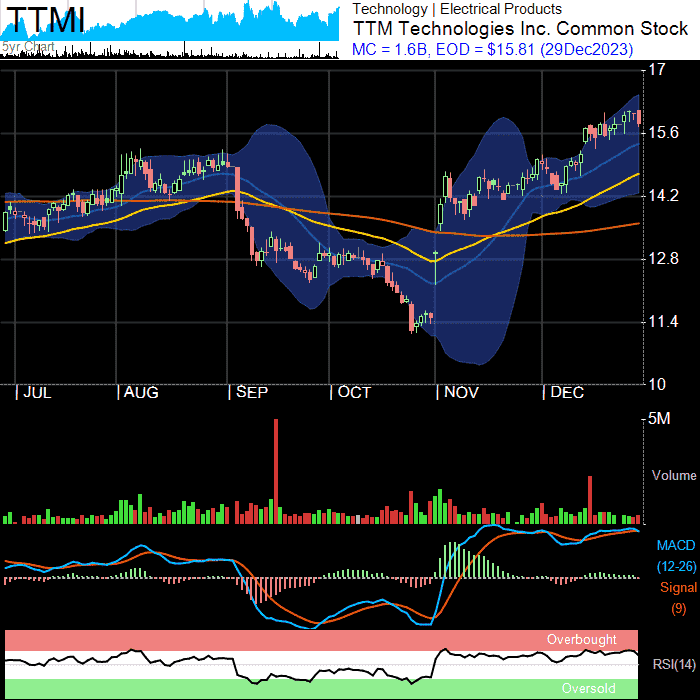 TTMI
5yr Chart
Technology | Electrical Products
TTM Technologies Inc. Common Stock
MC = 1.6B, EOD = $15.81 (29Dec2023)
17
15.6
14.2
12.8
11.4
10
| JUL | AUG | SEP | OCT | NOV | DEC
5M
Volume
MACD
(12-26)
Signal
(9)
Overbought
RSI(14)
Oversold